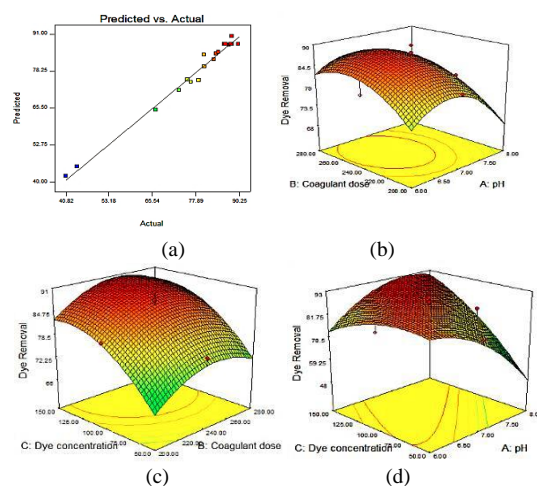 Predicted vs. Actual
91.00
78.25
65.50
52.75
40.00
Predicted
40.82 53.18 65.54 77.89 90.25
Actual
(a)
90
84.5
79
73.5
68
Dye Removal
280.00
260.00
240.00
220.00
200.00
B: Coagulant dose
8.00
7.50
7.00
6.50
6.00
A: pH
(b)
91
84.75
78.5
72.25
66
Dye Removal
150.00
125.00
100.00
75.00
50.00
C: Dye concentration
280.00
260.00
240.00
220.00
200.00
B: Coagulant dose
(c)
93
81.75
70.5
59.25
48
Dye Removal
150.00
125.00
100.00
75.00
50.00
C: Dye concentration
8.00
7.50
7.00
6.50
6.00
A: pH
(d)